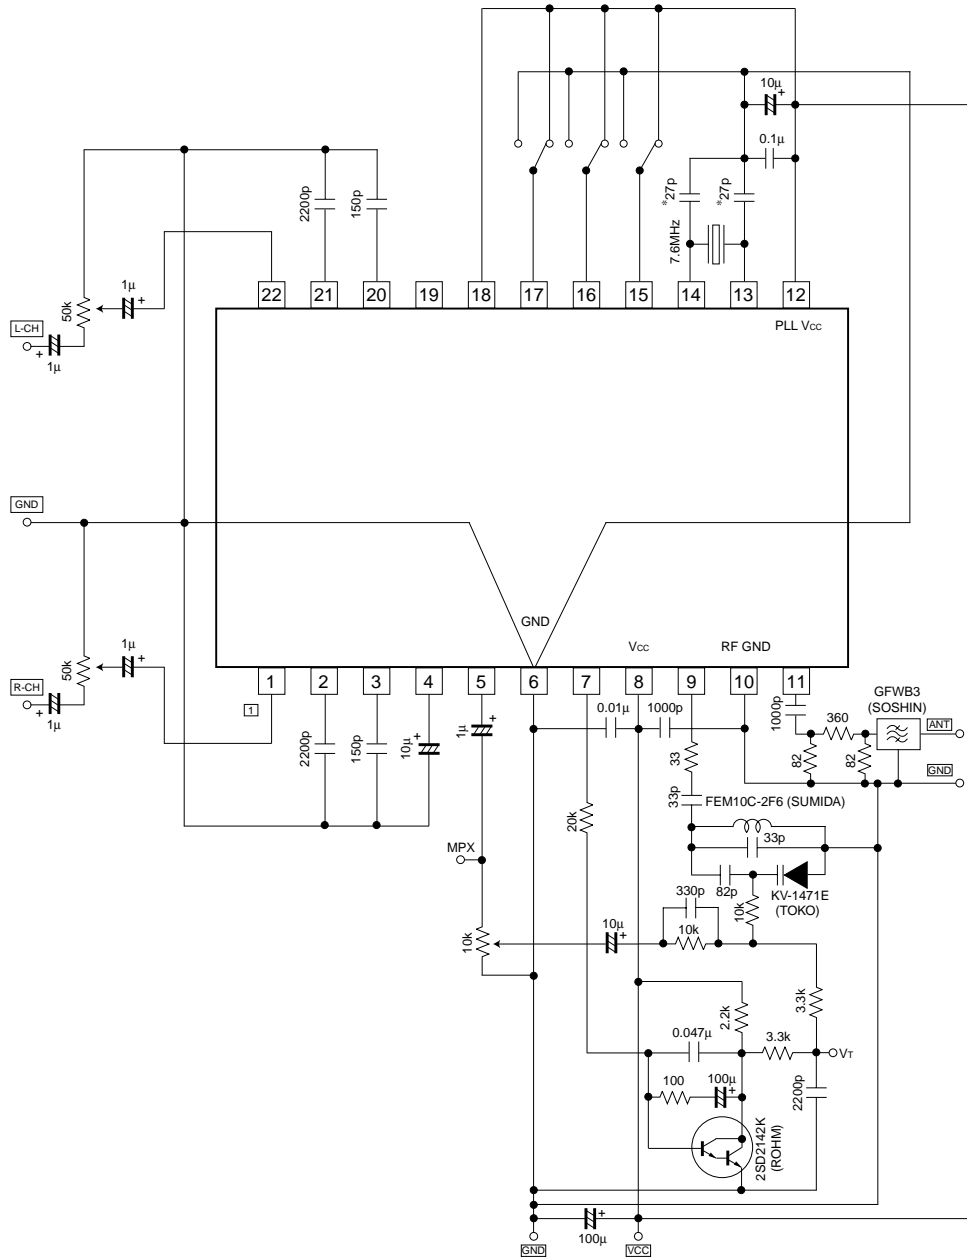 10µ
+
0.1µ
*27p
*27p
7.6MHz
2200p
150p
1µ
+
50k
L-CH
+
1µ
22
21
20
19
18
17
16
15
14
13
12
PLL Vcc
GND
GND
Vcc
RF GND
1µ
+
50k
R-CH
+
1µ
1
2
3
4
5
6
7
8
9
10
11
1
2200p
150p
10µ
+
1µ
+
0.01µ
1000p
33
33p
1000p
360
82
82
GFWB3
(SOSHIN)
ANT
GND
FEM10C-2F6 (SUMIDA)
33p
20k
MPX
82p
KV-1471E
(TOKO)
330p
10k
10k
10µ
+
10k
3.3k
2.2k
0.047µ
3.3k
VT
100
100µ
+
2200p
2SD2142K
(ROHM)
+
100µ
GND
VCC